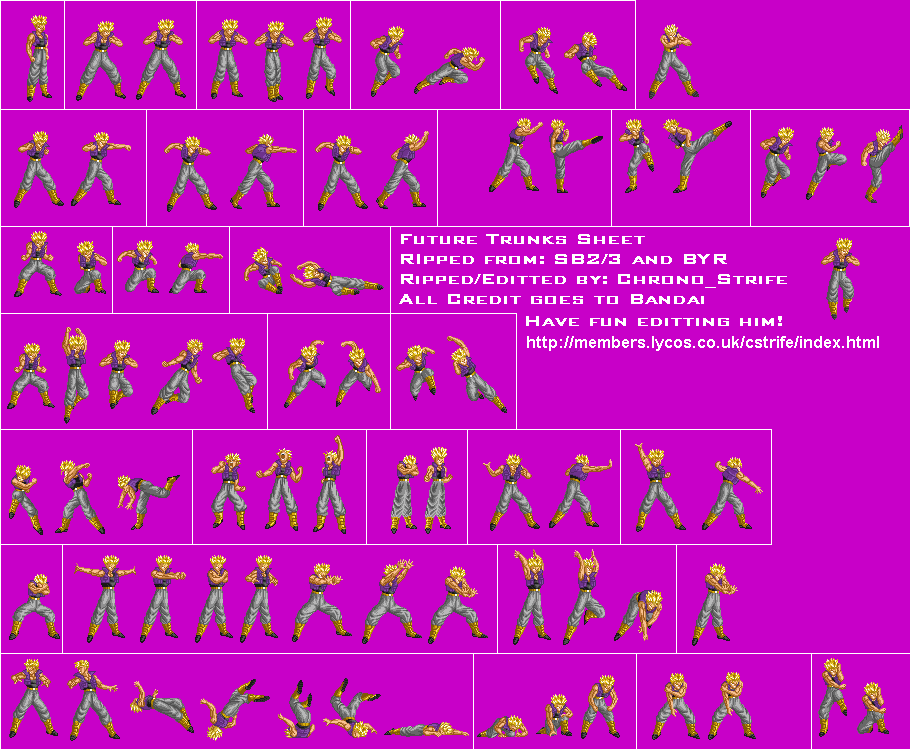 Future Trunks Sheet
Ripped from: SB2/3 and BYR
Ripped/Editted by: Chrono_Strife
All Credit goes to Bandai
Have fun editting him!
http://members.lycos.co.uk/cstrife/index.html